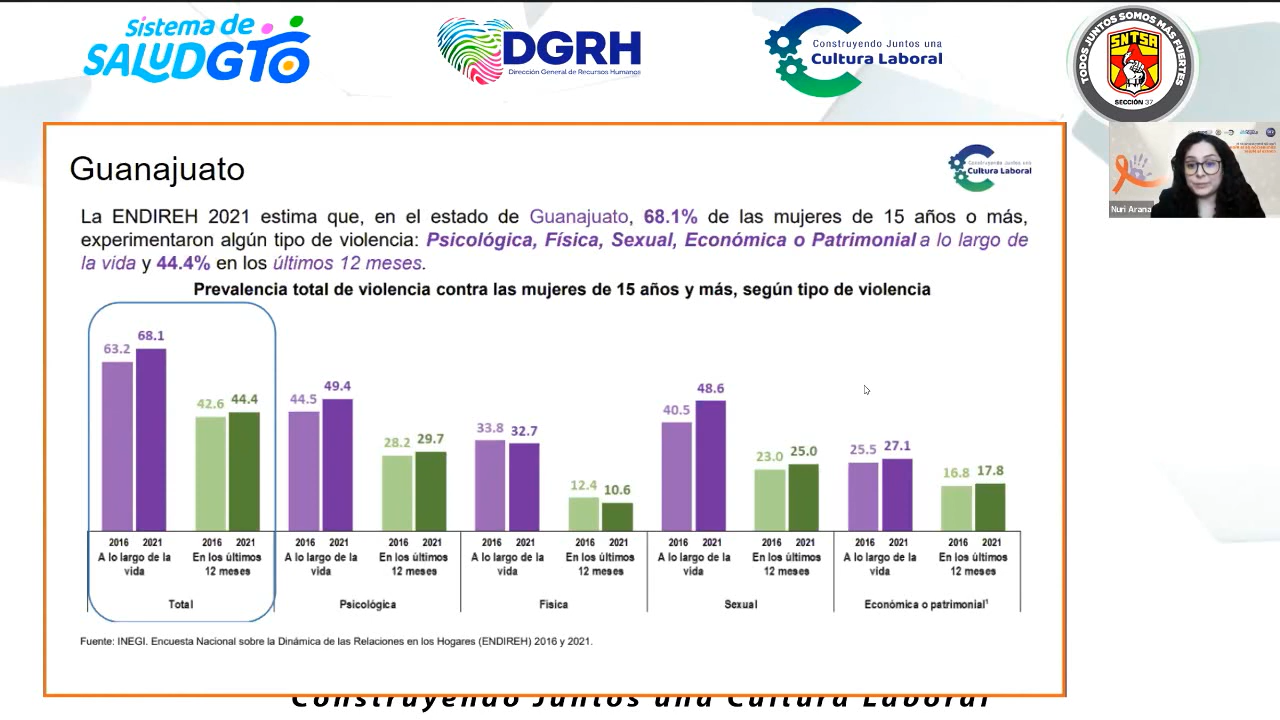 Sistema de
SALUDGTO
DGRH
Dirección General de Recursos Humanos
Construyendo Juntos una
Cultura Laboral
TODOS JUNTOS SOMOS MÁS FUERTES
SNTSA
SECCIÓN 37
Nuri Arana
Guanajuato
Construyendo Juntos una
Cultura Laboral
La ENDIREH 2021 estima que, en el estado de Guanajuato, 68.1% de las mujeres de 15 años o más,
experimentaron algún tipo de violencia: Psicológica, Física, Sexual, Económica o Patrimonial a lo largo de
la vida y 44.4% en los últimos 12 meses.
Prevalencia total de violencia contra las mujeres de 15 años y más, según tipo de violencia
63.2 68.1 42.6 44.4 44.5 49.4 28.2 29.7 33.8 32.7 12.4 10.6 40.5 48.6 23.0 25.0 25.5 27.1 16.8 17.8
2016 2021 2016 2021 2016 2021 2016 2021 2016 2021 2016 2021 2016 2021 2016 2021 2016 2021 2016 2021
A lo largo de la En los últimos A lo largo de la En los últimos A lo largo de la En los últimos A lo largo de la En los últimos A lo largo de la En los últimos
vida 12 meses vida 12 meses vida 12 meses vida 12 meses vida 12 meses
Total Psicológica Física Sexual Económica o patrimonial¹
Fuente: INEGI. Encuesta Nacional sobre la Dinámica de las Relaciones en los Hogares (ENDIREH) 2016 y 2021.
Construyendo Juntos una Cultura Laboral